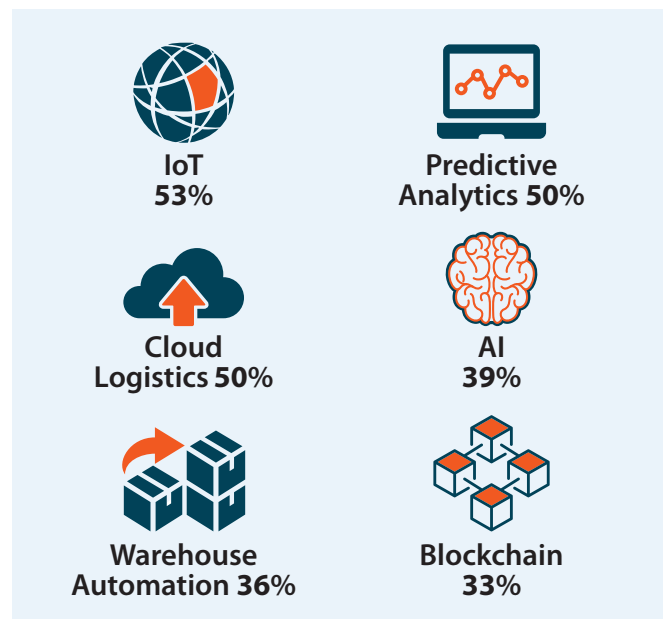 IoT
53%
Predictive
Analytics 50%
Cloud
Logistics 50%
AI
39%
Warehouse
Automation 36%
Blockchain
33%